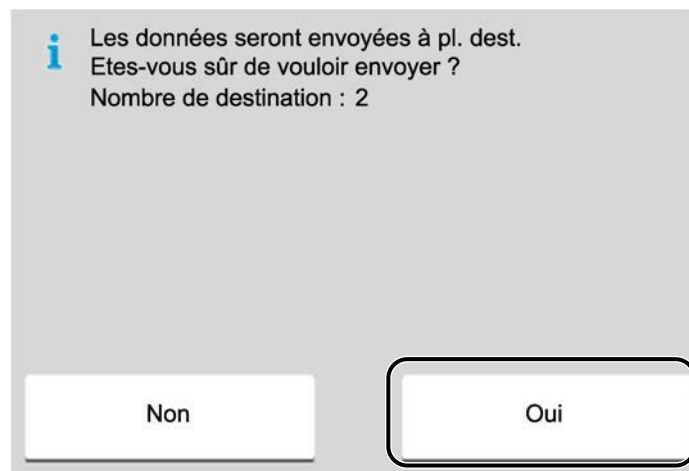 Les données seront envoyées à pl. dest.
Etes-vous sûr de vouloir envoyer ?
Nombre de destination : 2
Non
Oui